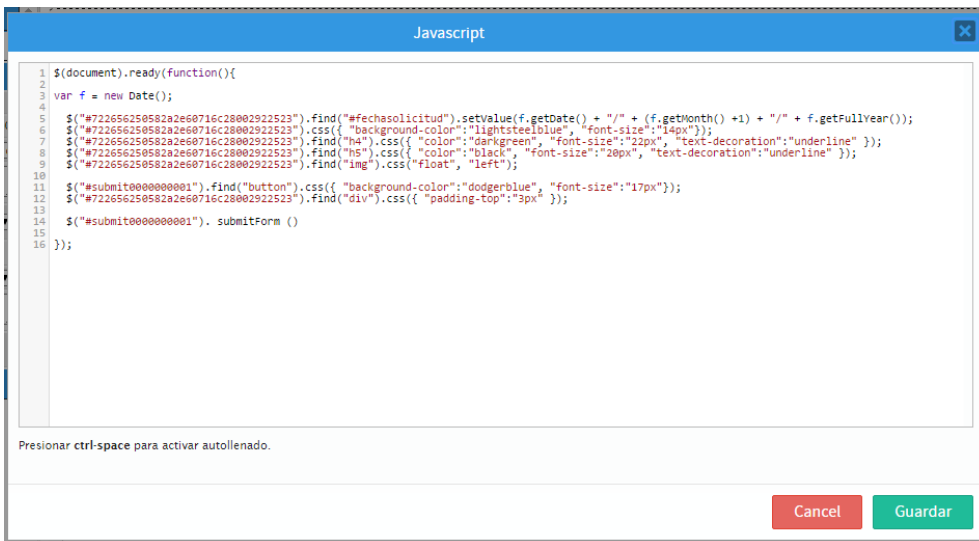 Javascript
1 $(document).ready(function(){
2
3 var f = new Date();
4
5 $("#722656250582a2e60716c28002922523").find("#fechasolicitud").setValue(f.getDate() + "/" + (f.getMonth() +1) + "/" + f.getFullYear());
6 $("#722656250582a2e60716c28002922523").css({ "background-color":"lightsteelblue", "font-size":"14px"});
7 $("#722656250582a2e60716c28002922523").find("h4").css({ "color":"darkgreen", "font-size":"22px", "text-decoration":"underline" });
8 $("#722656250582a2e60716c28002922523").find("h5").css({ "color":"black", "font-size":"20px", "text-decoration":"underline" });
9 $("#722656250582a2e60716c28002922523").find("img").css("float", "left");
10
11 $("#submit0000000001").find("button").css({ "background-color":"dodgerblue", "font-size":"17px"});
12 $("#722656250582a2e60716c28002922523").find("div").css({ "padding-top":"3px" });
13
14 $("#submit0000000001"). submitForm ()
15
16 });
Presionar ctrl-space para activar autollenado.
Cancel Guardar